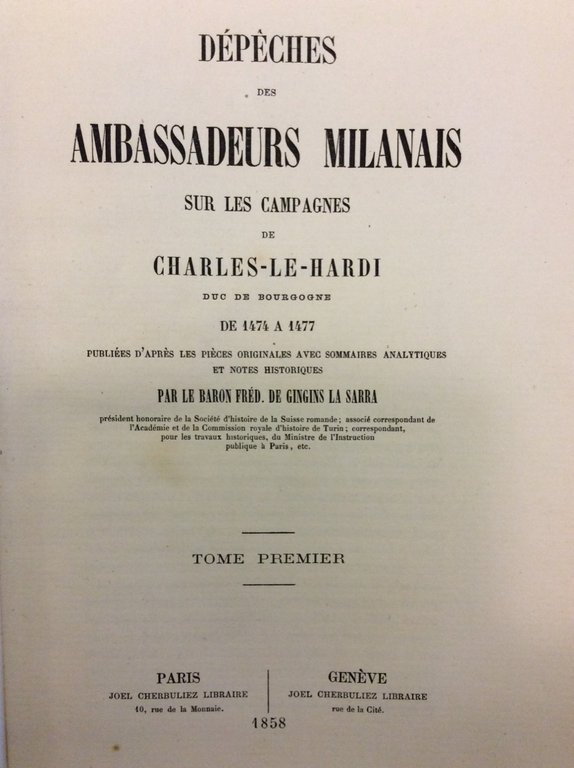 DÉPÊCHES
DES
AMBASSADEURS MILANAIS
SUR LES CAMPAGNES
DE
CHARLES-LE-HARDI
DUC DE BOURGOGNE
DE 1474 A 1477
PUBLIÉES D'APRÈS LES PIÈCES ORIGINALES AVEC SOMMAIRES ANALYTIQUES
ET NOTES HISTORIQUES
PAR LE BARON FRÉD. DE GINGINS LA SARRA
président honoraire de la Société d'histoire de la Suisse romande; associé correspondant de
l'Académie et de la Commission royale d'histoire de Turin; correspondant,
pour les travaux historiques, du Ministre de l'Instruction
publique à Paris, etc.
TOME PREMIER
PARIS
JOEL CHERBULIEZ LIBRAIRE
10, rue de la Monnaie.
GENÈVE
JOEL CHERBULIEZ LIBRAIRE
rue de la Cité.
1858